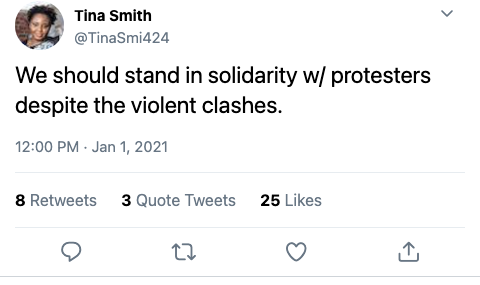 Tina Smith
@TinaSmi424
We should stand in solidarity w/ protesters
despite the violent clashes.
12:00 PM · Jan 1, 2021
8 Retweets 3 Quote Tweets 25 Likes